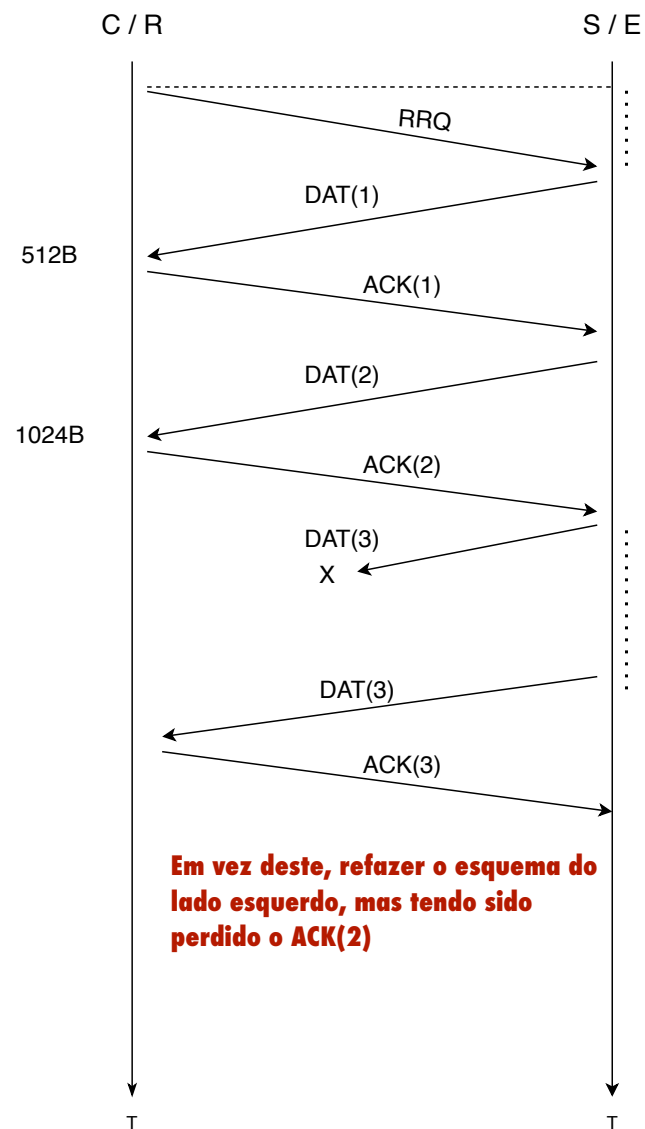 C / R
S / E
RRQ
DAT(1)
512B
ACK(1)
DAT(2)
1024B
ACK(2)
DAT(3)
X
DAT(3)
ACK(3)
Em vez deste, refazer o esquema do
lado esquerdo, mas tendo sido
perdido o ACK(2)
T
T